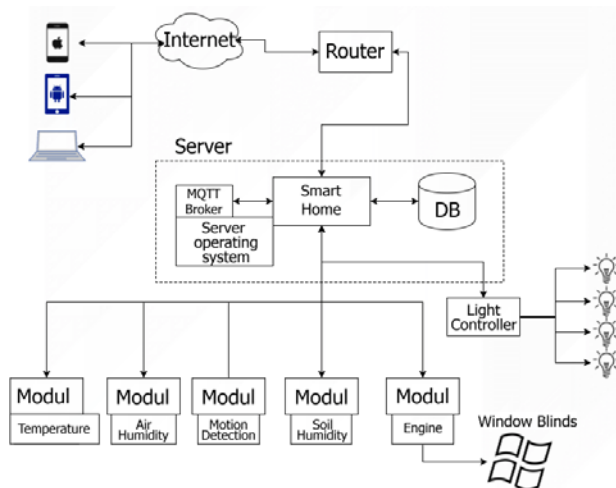 Internet
Router
Server
MQTT
Broker
Server
operating
system
Smart
Home
DB
Light
Controller
Modul
Temperature
Modul
Air
Humidity
Modul
Motion
Detection
Modul
Soil
Humidity
Modul
Engine
Window Blinds